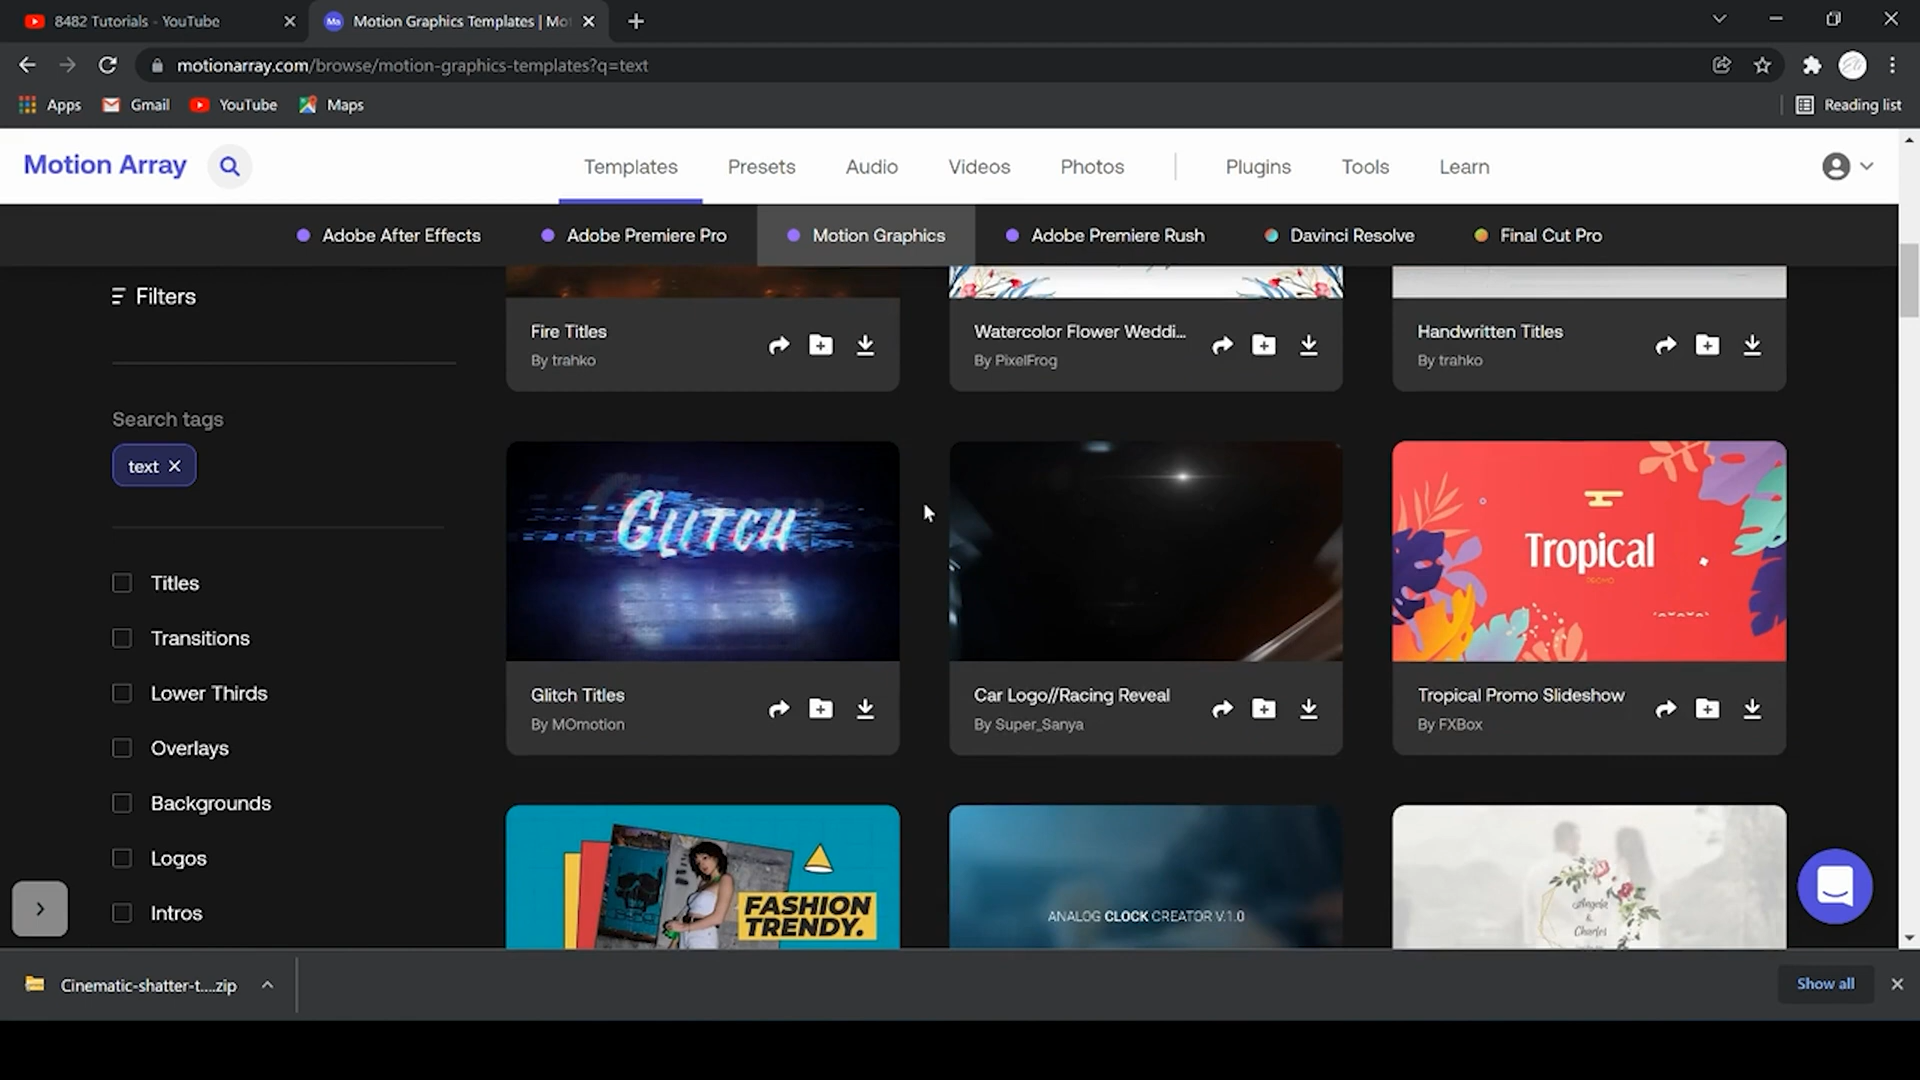 8482 Tutorials - YouTube
Motion Graphics Templates | Mot
motionarray.com/browse/motion-graphics-templates?q=text
Apps
Gmail
YouTube
Maps
Reading list
Motion Array
Templates
Presets
Audio
Videos
Photos
Plugins
Tools
Learn
Adobe After Effects
Adobe Premiere Pro
Motion Graphics
Adobe Premiere Rush
Davinci Resolve
Final Cut Pro
Filters
Search tags
text
Titles
Transitions
Lower Thirds
Overlays
Backgrounds
Logos
Intros
Fire Titles
By trahko
Watercolor Flower Weddi...
By PixelFrog
Handwritten Titles
By trahko
GLITCH
Glitch Titles
By MOmotion
Car Logo//Racing Reveal
By Super_Sanya
Tropical
PROMO
Tropical Promo Slideshow
By FXBox
FASHION
TRENDY.
ANALOG CLOCK CREATOR V.1.0
Angela
&
Charles
Cinematic-shatter-t....zip
Show all